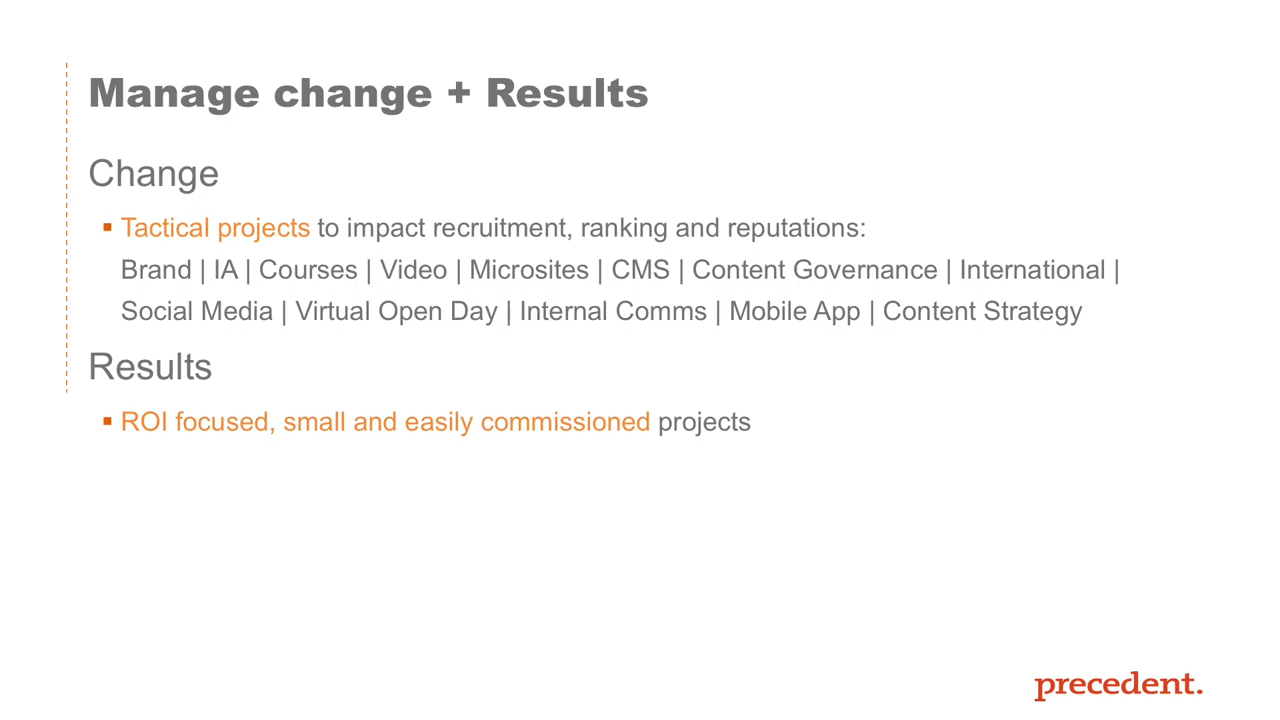 Manage change + Results
Change
▪ Tactical projects to impact recruitment, ranking and reputations:
Brand | IA | Courses | Video | Microsites | CMS | Content Governance | International |
Social Media | Virtual Open Day | Internal Comms | Mobile App | Content Strategy
Results
▪ ROI focused, small and easily commissioned projects
precedent.